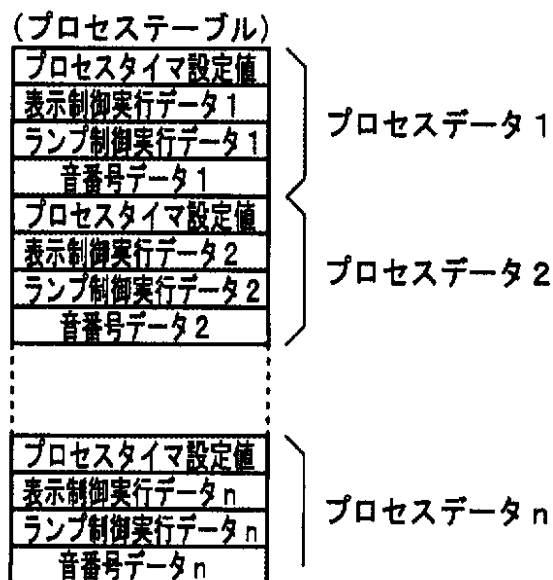 (プロセステーブル)
プロセスタイマ設定値
表示制御実行データ1
ランプ制御実行データ1
音番号データ1
プロセスデータ1
プロセスタイマ設定値
表示制御実行データ2
ランプ制御実行データ2
音番号データ2
プロセスデータ2
プロセスタイマ設定値
表示制御実行データn
ランプ制御実行データn
音番号データn
プロセスデータn